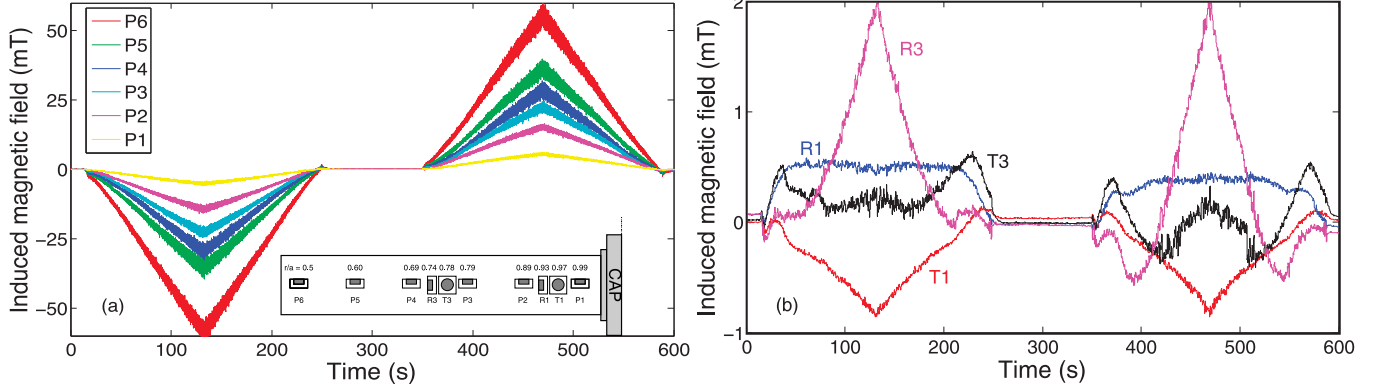 Induced magnetic field (mT)
50
25
0
−25
−50
P6
P5
P4
P3
P2
P1
r/a = 0.5 0.60 0.69 0.74 0.78 0.79 0.89 0.93 0.97 0.99
P6 P5 P4 R3 T3 P3 P2 R1 T1 P1
CAP
(a)
0 100 200 300 400 500 600
Time (s)
Induced magnetic field (mT)
2
1
0
−1
R3
R1
T3
T1
(b)
0 100 200 300 400 500 600
Time (s)